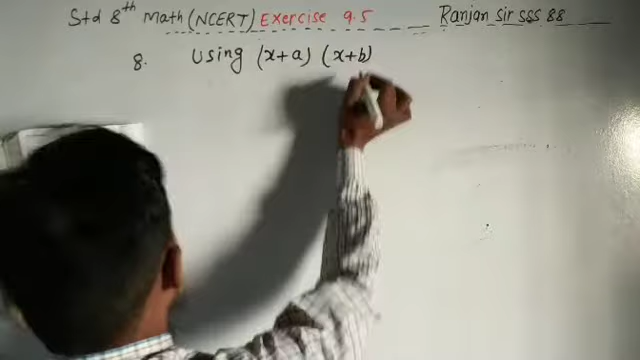 Std 8th Math (NCERT) Exercise 9.5 Ranjan Sir SSS 88
8. Using (x+a) (x+b)